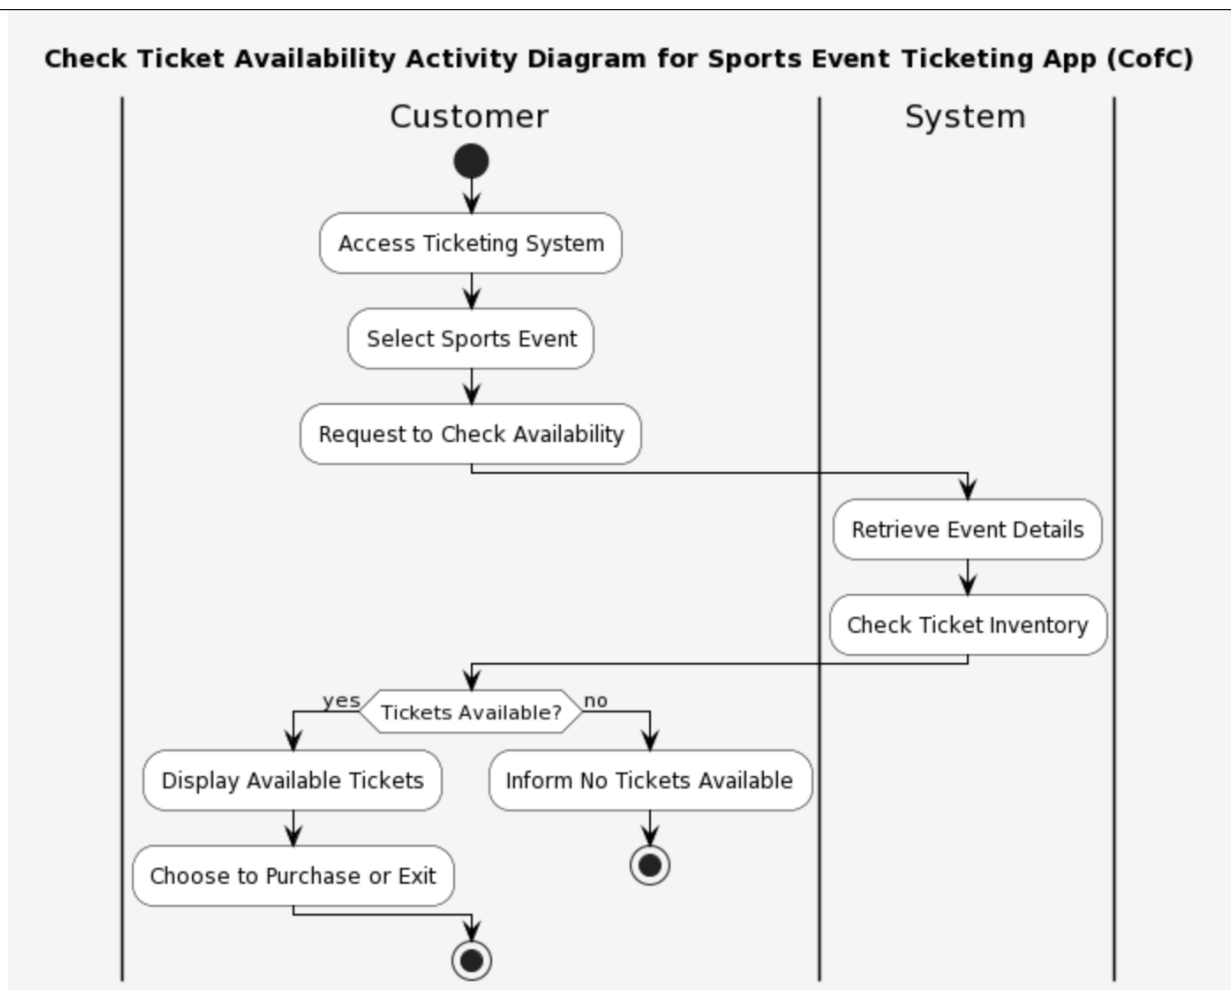 Check Ticket Availability Activity Diagram for Sports Event Ticketing App (CofC)
Customer
System
Access Ticketing System
Select Sports Event
Request to Check Availability
Retrieve Event Details
Check Ticket Inventory
yes
Tickets Available?
no
Display Available Tickets
Inform No Tickets Available
Choose to Purchase or Exit